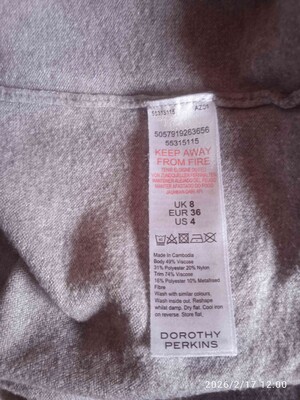 55315115
5057919263656
55315115
KEEP AWAY
FROM FIRE
UK 8
EUR 36
US 4
Made In Cambodia
Body 49% Viscose
31% Polyester 20% Nylon
Trim 74% Viscose
16% Polyester 10% Metallised
Fibre
Wash with similar colours.
Wash inside out. Reshape
whilst damp. Dry flat. Cool iron
on reverse. Store flat.
DOROTHY
PERKINS
2026/2/17 12:00